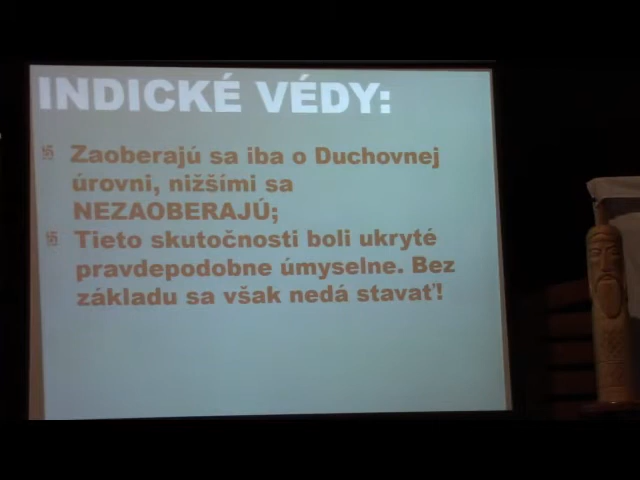 INDICKÉ VÉDY:
Zaoberajú sa iba o Duchovnej
úrovni, nižšími sa
NEZAOBERAJÚ;
Tieto skutočnosti boli ukryté
pravdepodobne úmyselne. Bez
základu sa však nedá stavať!